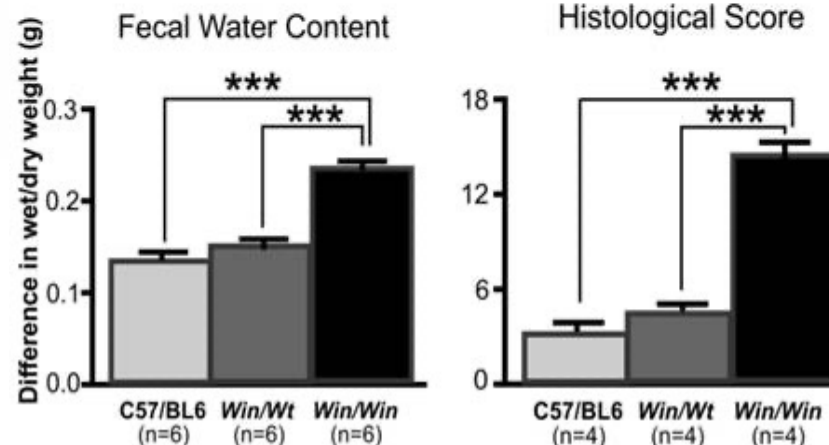 Fecal Water Content
Difference in wet/dry weight (g)
0.3
0.2
0.1
0.0
***
***
C57/BL6 Win/Wt Win/Win
(n=6) (n=6) (n=6)
Histological Score
18
12
6
0
***
***
C57/BL6 Win/Wt Win/Win
(n=4) (n=4) (n=4)